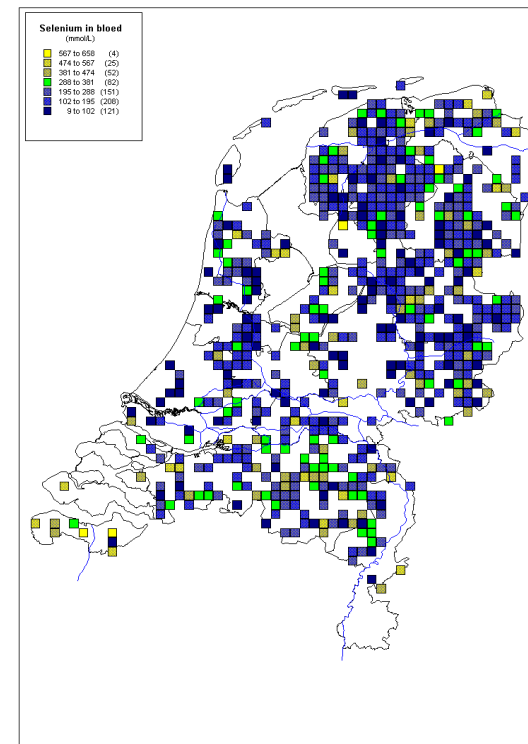 Selenium in bloed
(mmol/L)
567 to 658 (4)
474 to 567 (25)
381 to 474 (52)
288 to 381 (82)
195 to 288 (151)
102 to 195 (208)
9 to 102 (121)